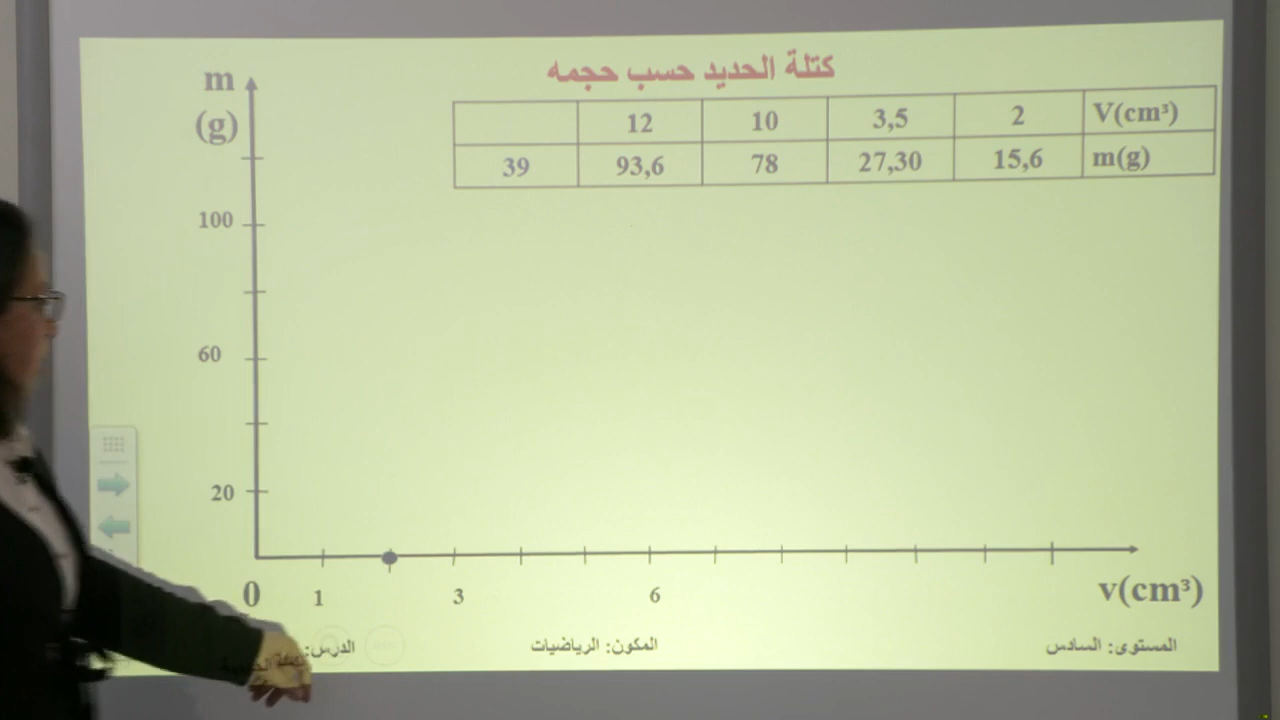 كتلة الحديد حسب حجمه
V(cm³) 2 3,5 10 12
m(g) 15,6 27,30 78 93,6 39
m
(g)
100
60
20
0 1 3 6 v(cm³)
المستوى: السادس المكون: الرياضيات الدرس: